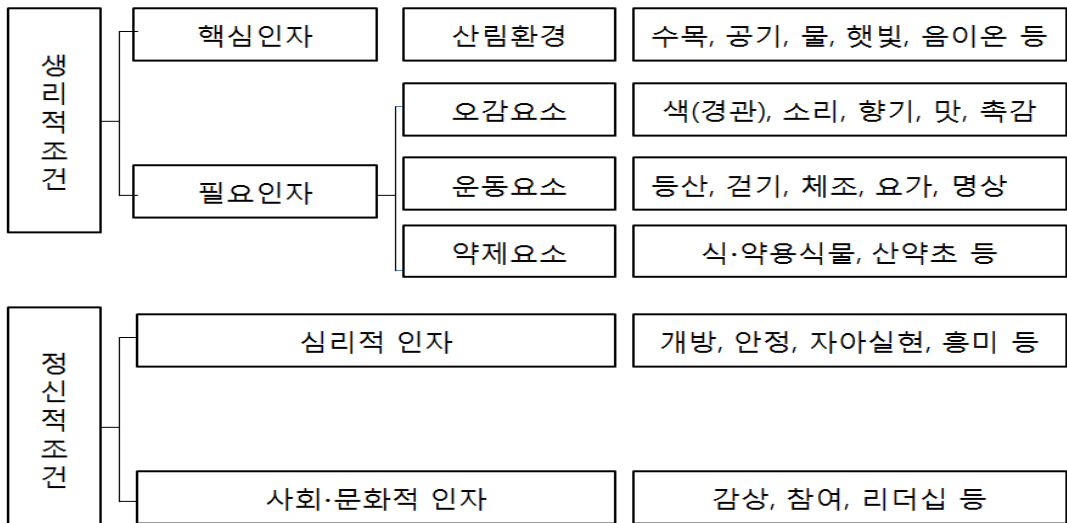 생리적조건
핵심인자
산림환경
수목, 공기, 물, 햇빛, 음이온 등
필요인자
오감요소
색(경관), 소리, 향기, 맛, 촉감
운동요소
등산, 걷기, 체조, 요가, 명상
약제요소
식·약용식물, 산약초 등
정신적조건
심리적 인자
개방, 안정, 자아실현, 흥미 등
사회·문화적 인자
감상, 참여, 리더십 등